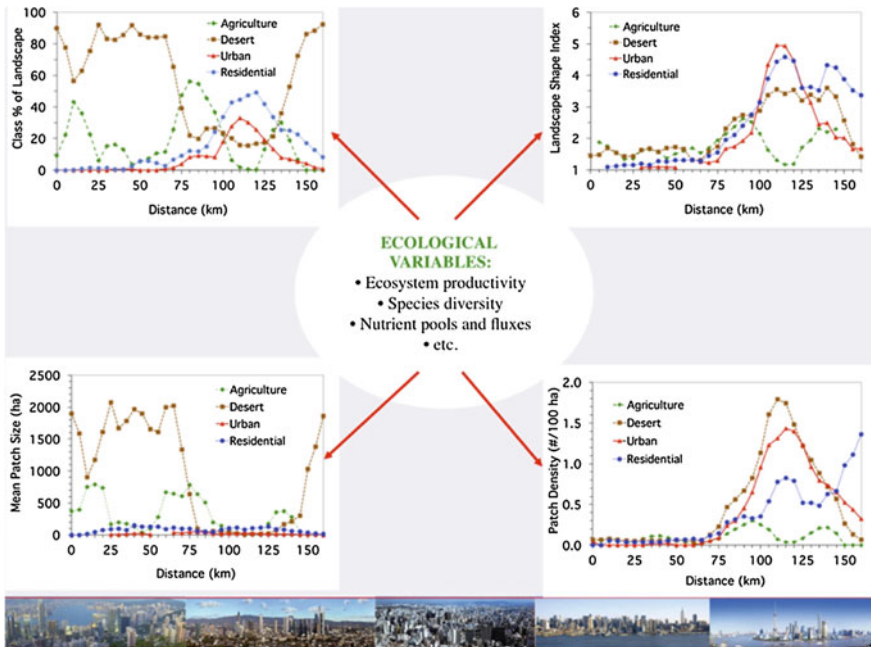 Class % of Landscape
100
80
60
40
20
0
Agriculture
Desert
Urban
Residential
0 25 50 75 100 125 150
Distance (km)
Landscape Shape Index
6
5
4
3
2
1
Agriculture
Desert
Urban
Residential
0 25 50 75 100 125 150
Distance (km)
ECOLOGICAL
VARIABLES:
• Ecosystem productivity
• Species diversity
• Nutrient pools and fluxes
• etc.
Mean Patch Size (ha)
2500
2000
1500
1000
500
0
Agriculture
Desert
Urban
Residential
0 25 50 75 100 125 150
Distance (km)
Patch Density (#/100 ha)
2.0
1.5
1.0
0.5
0.0
Agriculture
Desert
Urban
Residential
0 25 50 75 100 125 150
Distance (km)